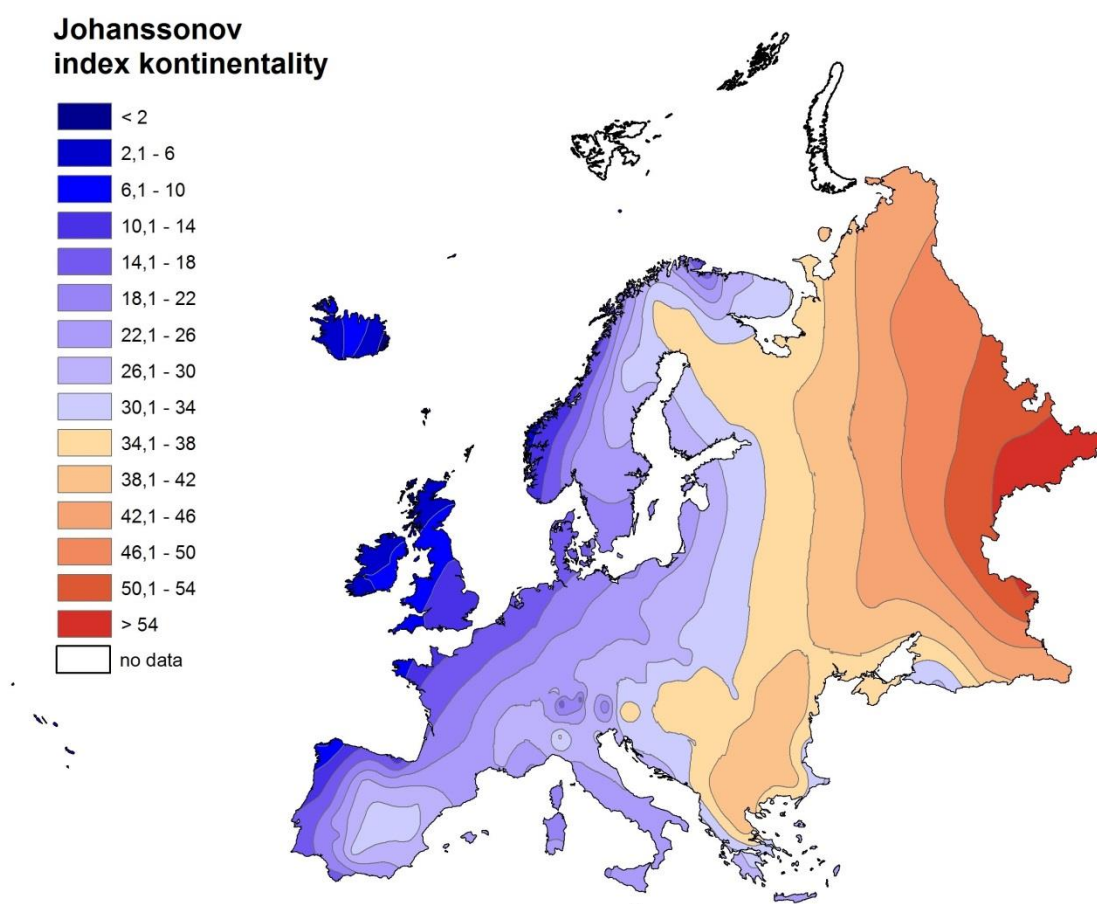 Johanssonov
index kontinentality
< 2
2,1 - 6
6,1 - 10
10,1 - 14
14,1 - 18
18,1 - 22
22,1 - 26
26,1 - 30
30,1 - 34
34,1 - 38
38,1 - 42
42,1 - 46
46,1 - 50
50,1 - 54
> 54
no data